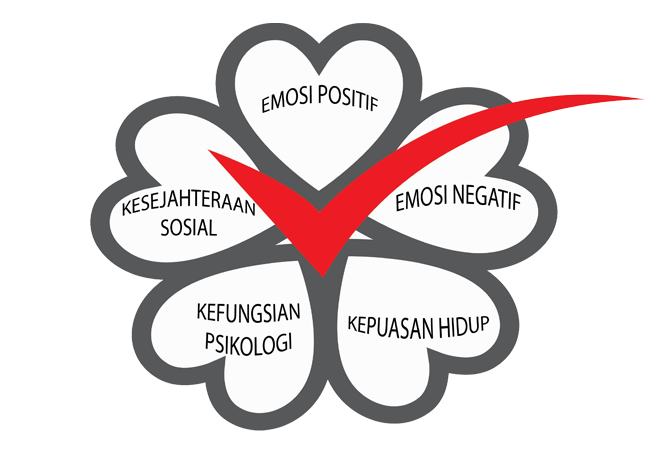 EMOSI POSITIF
EMOSI NEGATIF
KESEJAHTERAAN
SOSIAL
KEFUNGSIAN
PSIKOLOGI
KEPUASAN HIDUP